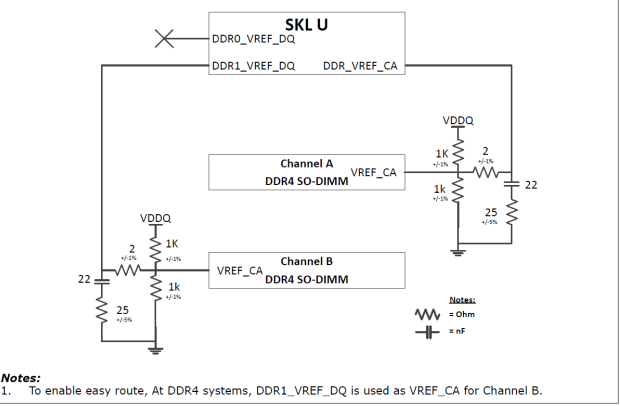 SKL U
DDR0_VREF_DQ
DDR1_VREF_DQ DDR_VREF_CA
VDDQ
1K
+/-1%
2
+/-1%
Channel A
DDR4 SO-DIMM
VREF_CA
1k
+/-1%
22
25
+/-5%
VDDQ
1K
+/-1%
2
+/-1%
Channel B
DDR4 SO-DIMM
VREF_CA
22
1k
+/-1%
25
+/-5%
Notes:
= Ohm
= nF
Notes:
1. To enable easy route, At DDR4 systems, DDR1_VREF_DQ is used as VREF_CA for Channel B.